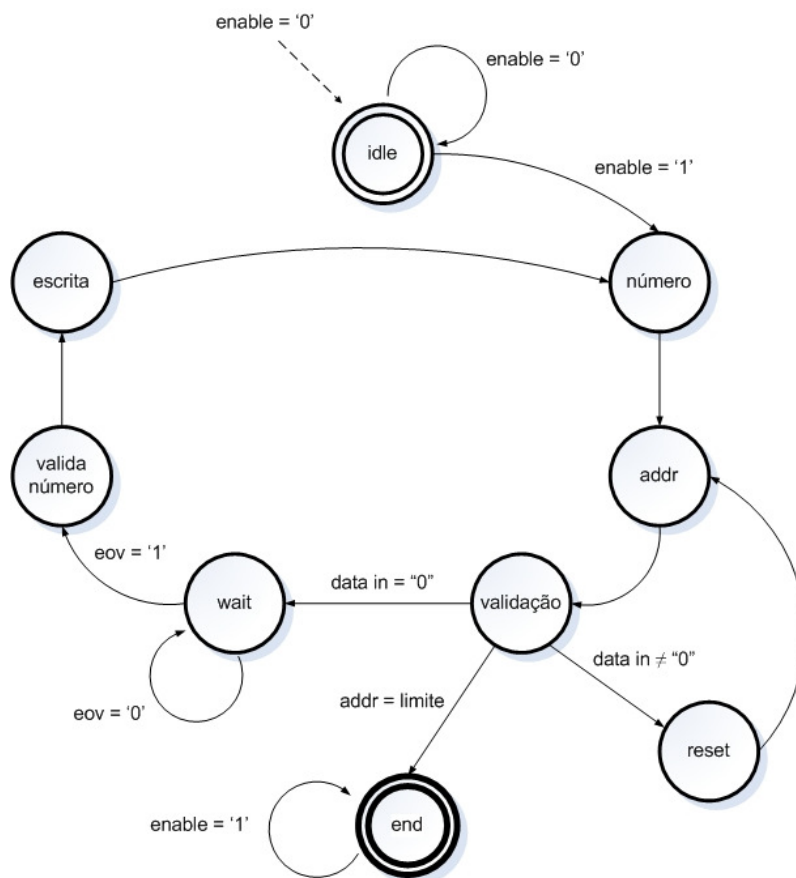 enable = ‘0’
enable = ‘0’
idle
enable = ‘1’
escrita
número
valida
número
addr
eov = ‘1’
data in = “0”
wait
validação
data in ≠ “0”
eov = ‘0’
addr = limite
reset
enable = ‘1’
end